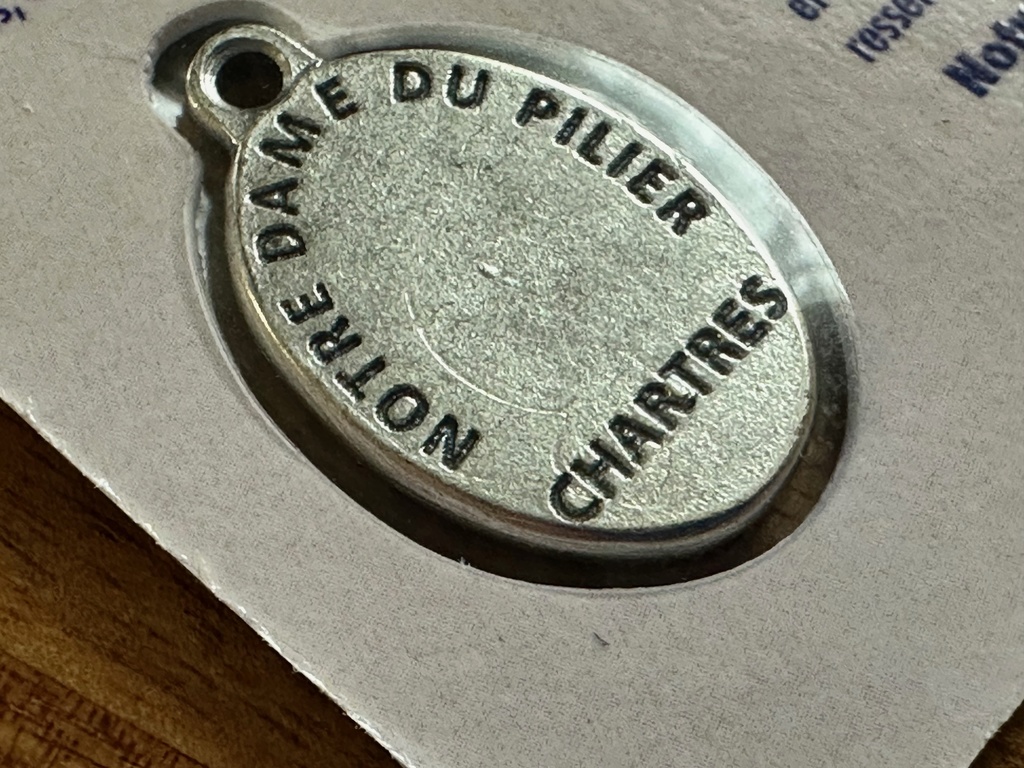 NOTRE DAME DU PILIER
CHARTRES